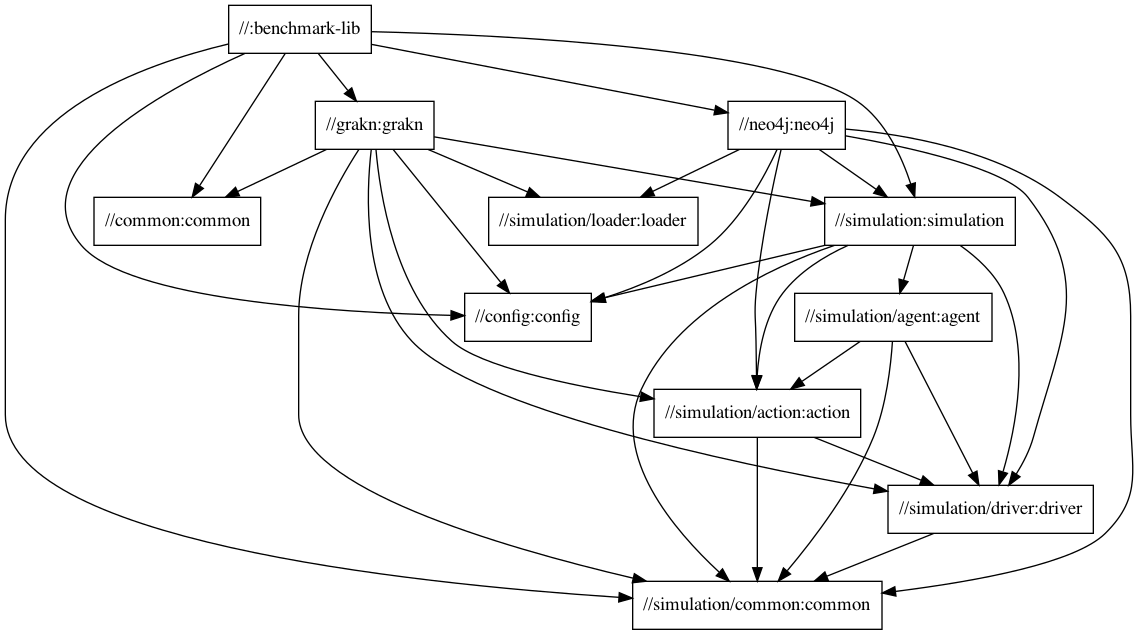 //:benchmark-lib
//grakn:grakn
//neo4j:neo4j
//common:common
//simulation/loader:loader
//simulation:simulation
//config:config
//simulation/agent:agent
//simulation/action:action
//simulation/driver:driver
//simulation/common:common